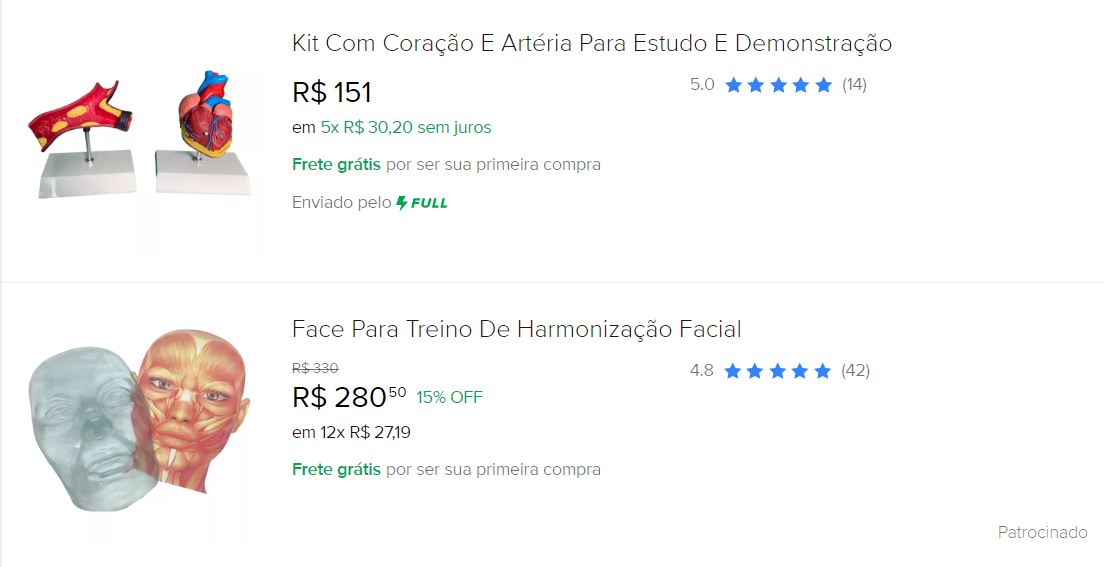 Kit Com Coração E Artéria Para Estudo E Demonstração
R$ 151
5.0 (14)
em 5x R$ 30,20 sem juros
Frete grátis por ser sua primeira compra
Enviado pelo FULL
Face Para Treino De Harmonização Facial
R$ 330
4.8 (42)
R$ 280 50 15% OFF
em 12x R$ 27,19
Frete grátis por ser sua primeira compra
Patrocinado